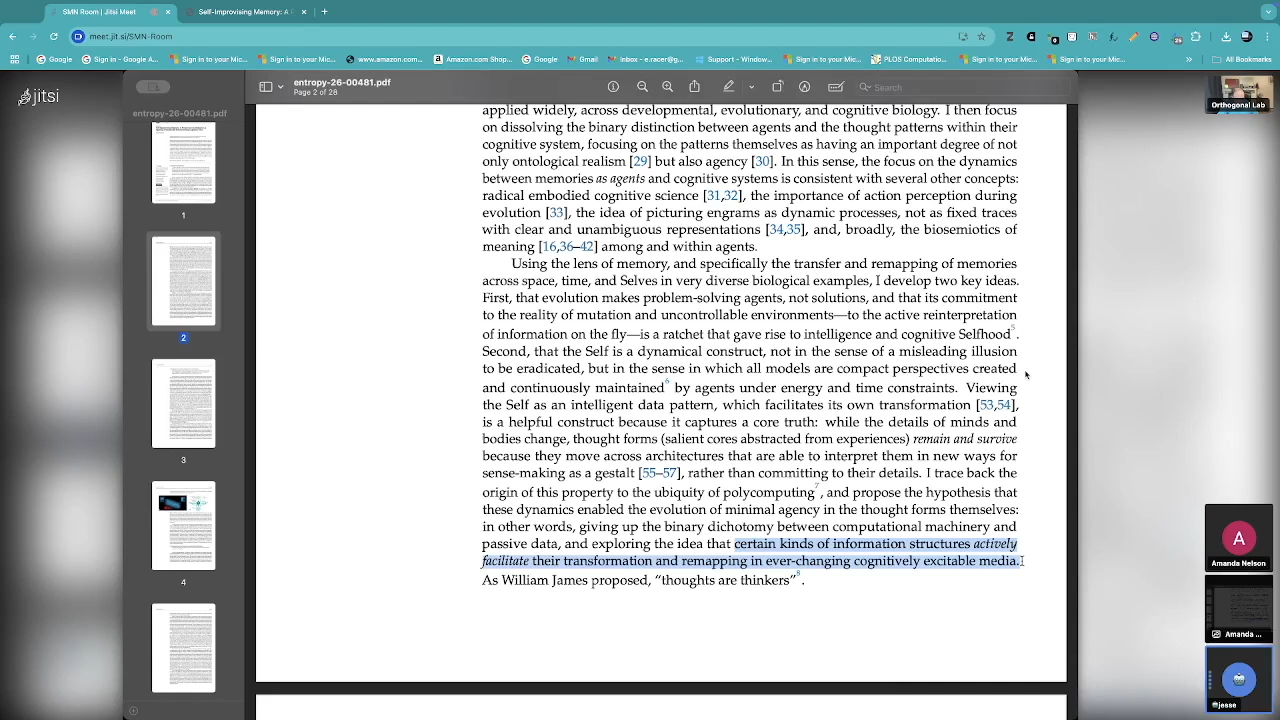 SMN Room | Jitsi Meet
Self-Improvising Memory: A P
meet.jit.si/SMN-Room
Google
Sign in - Google A...
Sign in to your Mic...
Sign in to your Mic...
www.amazon.com...
Amazon.com Shop...
Google
Gmail
Inbox - e.racer@g...
Support - Window...
Sign in to your Mic...
PLOS Computatio...
Sign in to your Mic...
All Bookmarks
Jitsi
entropy-26-00481.pdf
Page 2 of 28
Search
entropy-26-00481.pdf
1
2
3
4
applied widely, across developmental, evolutionary, and cognitive biology. I then focus
on dissolving the binary distinction between agents and the thought patterns within their
cognitive system, focusing on the patterns themselves as having an important degree of not
only ontological realism [29] but also agency [30]. In this sense, the focus on the dynamics
between memories/engrams and cognitive systems is consistent with several other concepts:
radical embodied cognitive science [31,32], the importance of action perception during
evolution [33], the idea of picturing engrams as dynamic processes, not as fixed traces
with clear and unambiguous representations [34,35], and, broadly, the biosemiotics of
meaning [16,36–42] among and within agents.
Using the lens of memory, and specifically the transfer and remapping of memories
across space, time, and Selves in very diverse biological examples, I develop two key ideas.
First, that evolution makes problem-solving agents, not solutions, and that its commitment
to the reality of mutation and uncontrollable environments—to the active reinterpretation
of information on the fly—is a ratchet that gave rise to intelligence and cognitive Selfhood5.
Second, that the Self is a dynamical construct, not in the sense of a misleading illusion
to be eradicated, but in the sense in which all models are compact perspectives created
and continuously managed6 by agents under energy and time constraints. Viewing
the Self as an intelligent data pattern, which facilitates its own transformation [53,54],
is a helpful construct because it captures a core truth: while the details of minds and
bodies change, thought forms (salient cores abstracted from experiences) remain and survive
because they move across architectures that are able to interpret them in new ways for
sense-making as a gestalt [55–57], rather than committing to their details. I trace back the
origin of this property to a ubiquity of polycomputing7 and propose the hypothesis that
these dynamics enable the evolution of minimal agency in the thought forms themselves:
in other words, giving up the binary dichotomy between computational machinery and
passive data, and exploring the idea that certain kinds of information structures actively
facilitate their transformation and remapping in ever-changing cognitively excitable media.
As William James proposed, “thoughts are thinkers”8.
Orthogonal Lab
A
Amanda Nelson
Amanda ...
jesse